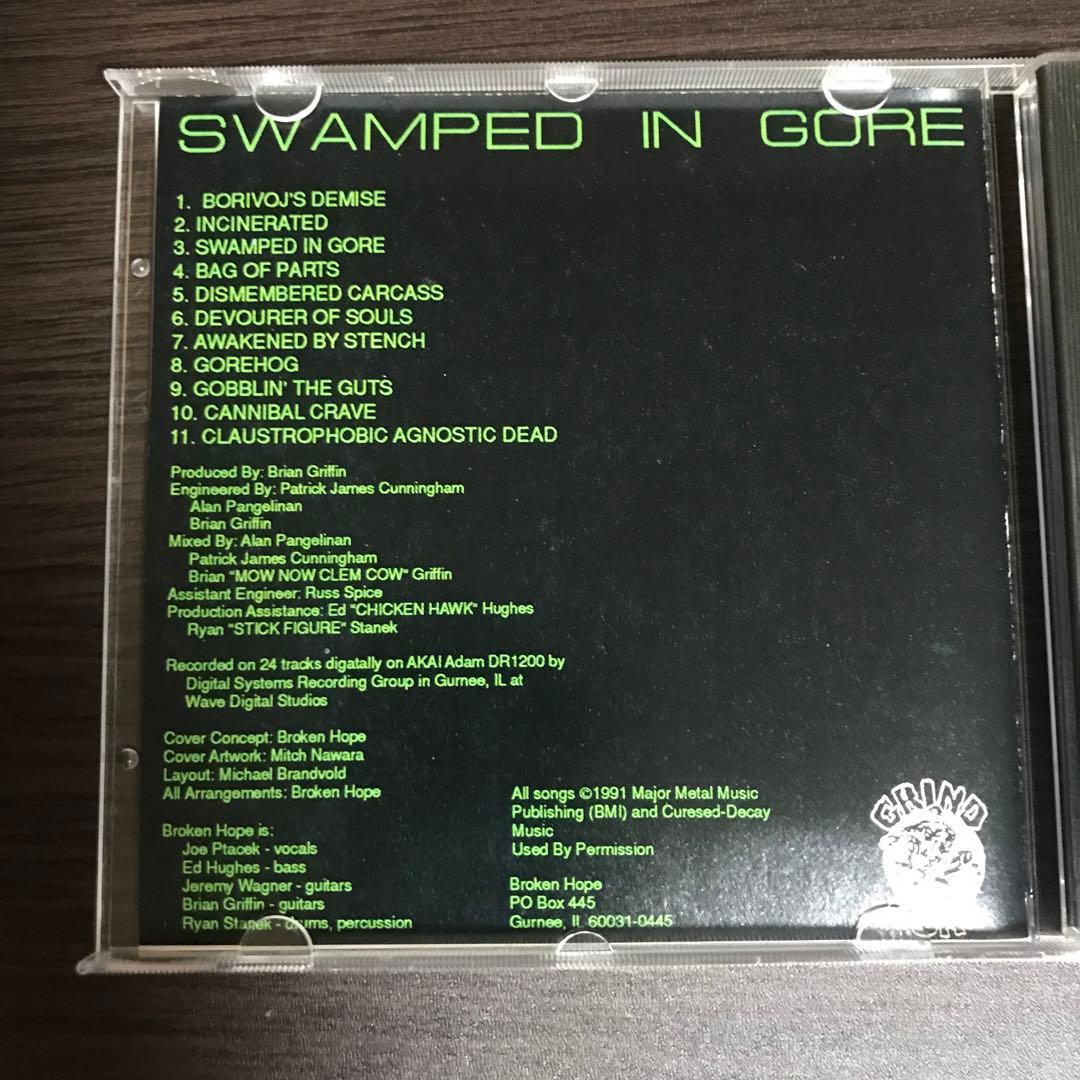 SWAMPED IN GORE
1. BORIVOJ'S DEMISE
2. INCINERATED
3. SWAMPED IN GORE
4. BAG OF PARTS
5. DISMEMBERED CARCASS
6. DEVOURER OF SOULS
7. AWAKENED BY STENCH
8. GOREHOG
9. GOBBLIN' THE GUTS
10. CANNIBAL CRAVE
11. CLAUSTROPHOBIC AGNOSTIC DEAD
Produced By: Brian Griffin
Engineered By: Patrick James Cunningham
Alan Pangelinan
Brian Griffin
Mixed By: Alan Pangelinan
Patrick James Cunningham
Brian "MOW NOW CLEM COW" Griffin
Assistant Engineer: Russ Spice
Production Assistance: Ed "CHICKEN HAWK" Hughes
Ryan "STICK FIGURE" Stanek
Recorded on 24 tracks digatally on AKAI Adam DR1200 by
Digital Systems Recording Group in Gurnee, IL at
Wave Digital Studios
Cover Concept: Broken Hope
Cover Artwork: Mitch Nawara
Layout: Michael Brandvold
All Arrangements: Broken Hope
Broken Hope is:
Joe Ptacek - vocals
Ed Hughes - bass
Jeremy Wagner - guitars
Brian Griffin - guitars
Ryan Stanek - drums, percussion
All songs ©1991 Major Metal Music
Publishing (BMI) and Curesed-Decay
Music
Used By Permission
Broken Hope
PO Box 445
Gurnee, IL 60031-0445
GRIND